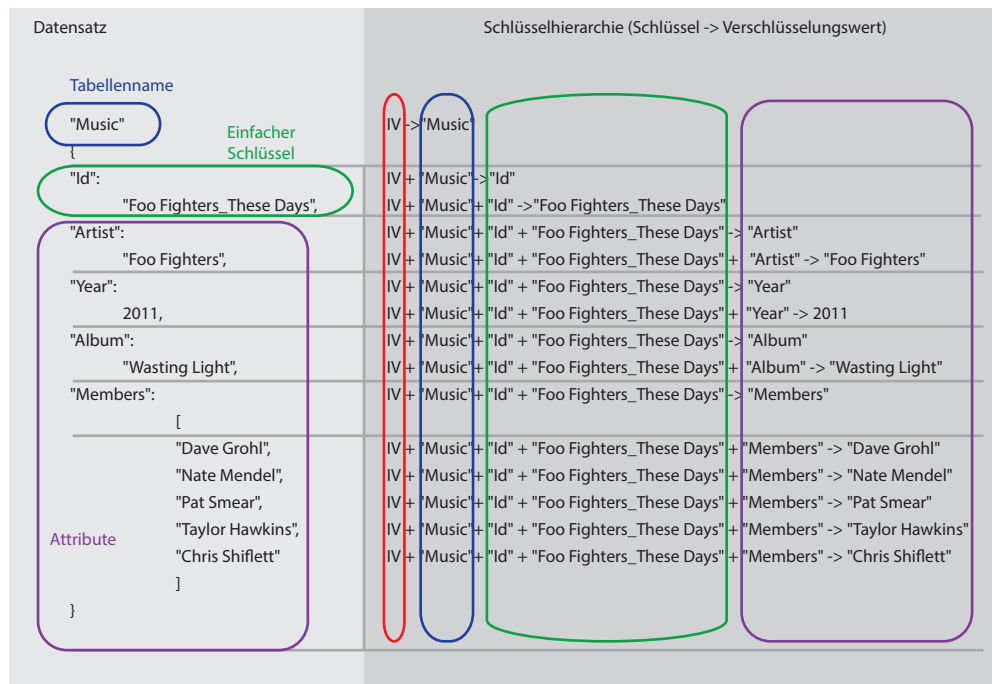 Datensatz
Schlüsselhierarchie (Schlüssel -> Verschlüsselungswert)
Tabellenname
"Music"
IV ->"Music"
Einfacher
Schlüssel
{
"Id":
IV + "Music"->"Id"
"Foo Fighters_These Days",
IV + "Music"+ "Id" ->"Foo Fighters_These Days"
"Artist":
IV + "Music"+ "Id" + "Foo Fighters_These Days" -> "Artist"
"Foo Fighters",
IV + "Music"+ "Id" + "Foo Fighters_These Days" + "Artist" -> "Foo Fighters"
"Year":
IV + "Music"+ "Id" + "Foo Fighters_These Days" -> "Year"
2011,
IV + "Music"+ "Id" + "Foo Fighters_These Days" + "Year" -> 2011
"Album":
IV + "Music"+ "Id" + "Foo Fighters_These Days" -> "Album"
"Wasting Light",
IV + "Music"+ "Id" + "Foo Fighters_These Days" + "Album" -> "Wasting Light"
"Members":
IV + "Music"+ "Id" + "Foo Fighters_These Days" -> "Members"
[
"Dave Grohl",
IV + "Music"+ "Id" + "Foo Fighters_These Days" + "Members" -> "Dave Grohl"
"Nate Mendel",
IV + "Music"+ "Id" + "Foo Fighters_These Days" + "Members" -> "Nate Mendel"
"Pat Smear",
IV + "Music"+ "Id" + "Foo Fighters_These Days" + "Members" -> "Pat Smear"
"Taylor Hawkins",
IV + "Music"+ "Id" + "Foo Fighters_These Days" + "Members" -> "Taylor Hawkins"
Attribute
"Chris Shiflett"
IV + "Music"+ "Id" + "Foo Fighters_These Days" + "Members" -> "Chris Shiflett"
]
}